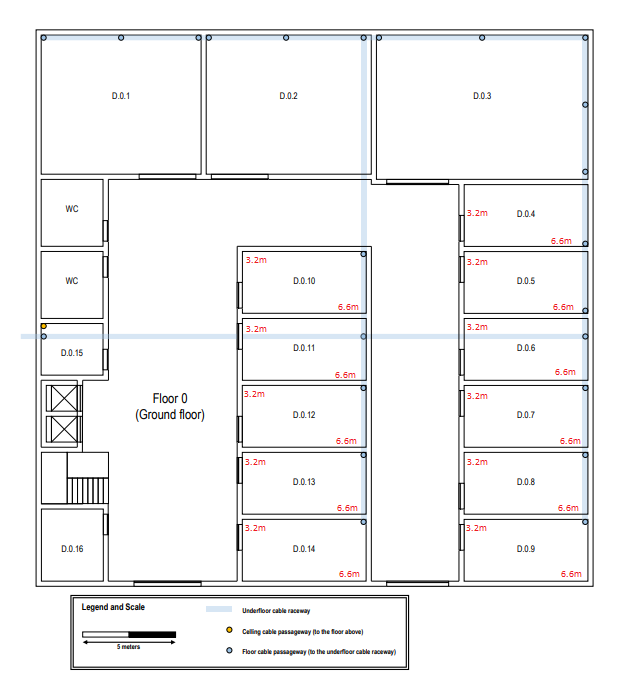 D.0.1
D.0.2
D.0.3
WC
3.2m
D.0.4
6.6m
WC
3.2m
D.0.10
6.6m
3.2m
D.0.5
6.6m
D.0.15
3.2m
D.0.11
6.6m
3.2m
D.0.6
6.6m
Floor 0
(Ground floor)
3.2m
D.0.12
6.6m
3.2m
D.0.7
6.6m
3.2m
D.0.13
6.6m
3.2m
D.0.8
6.6m
D.0.16
3.2m
D.0.14
6.6m
3.2m
D.0.9
6.6m
Legend and Scale
5 meters
Underfloor cable raceway
Celling cable passageway (to the floor above)
Floor cable passageway (to the underfloor cable raceway)